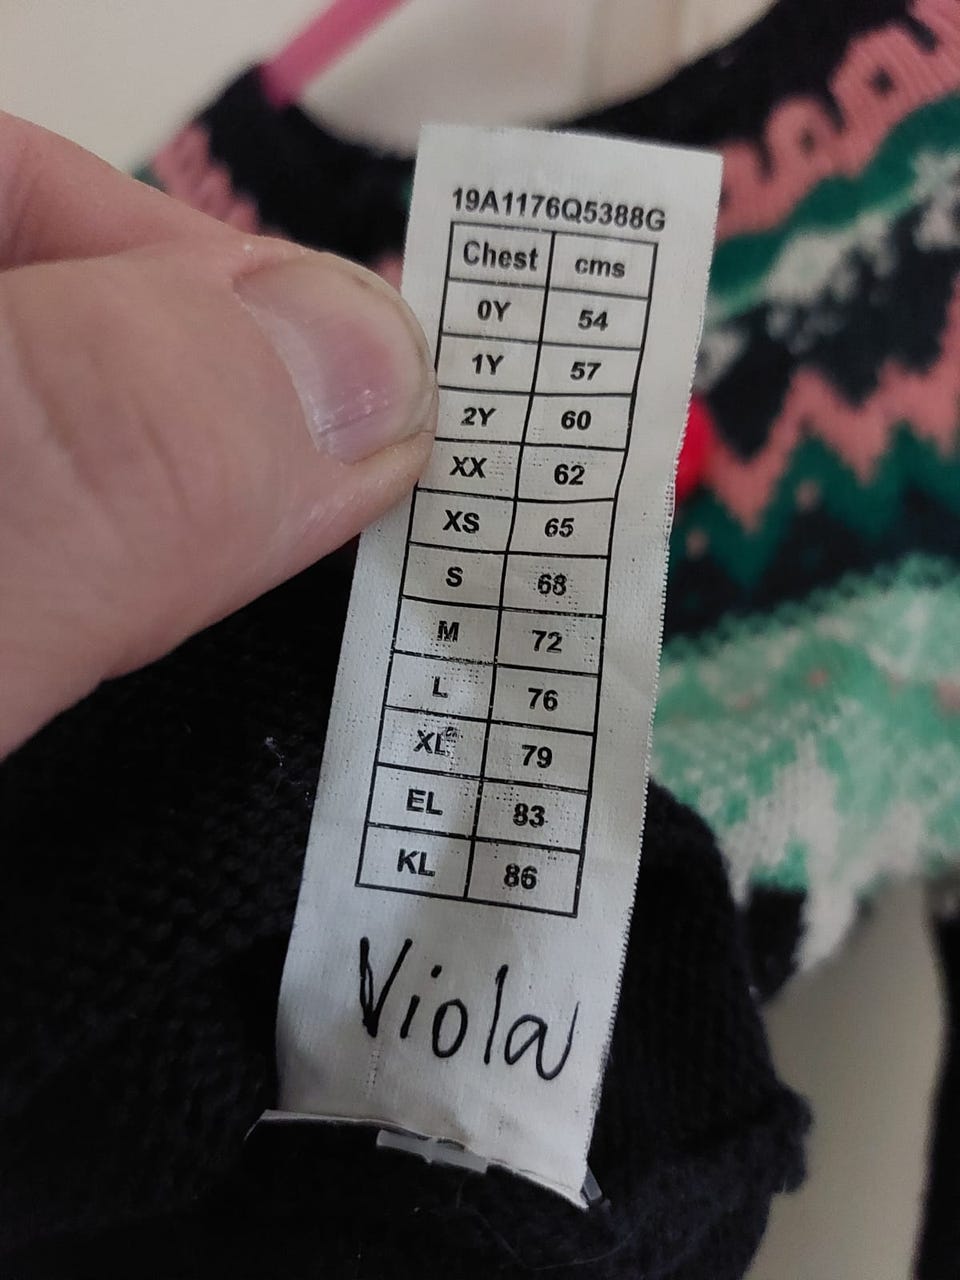 19A1176Q5388G
Chest cms
0Y 54
1Y 57
2Y 60
XX 62
XS 65
S 68
M 72
L 76
XL 79
EL 83
KL 86
Viola